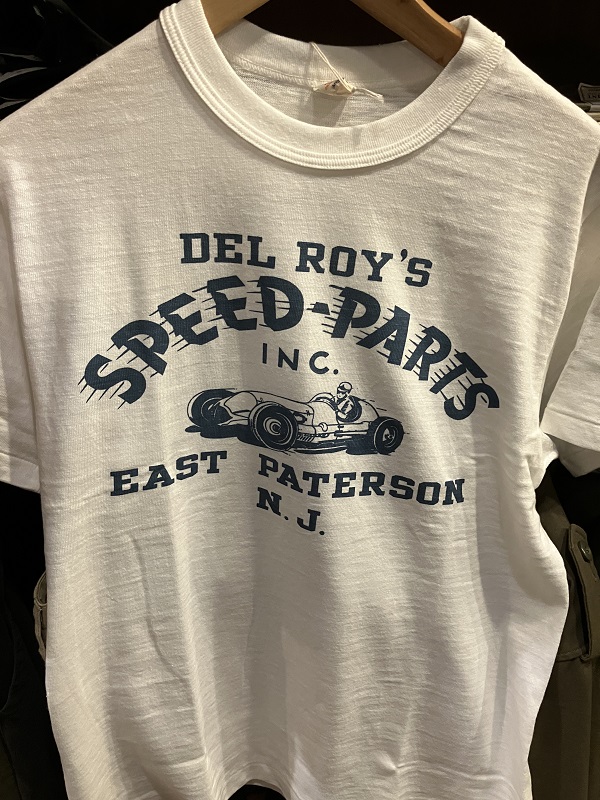 DEL ROY'S
SPEED-PARTS
INC.
EAST PATERSON
N.J.